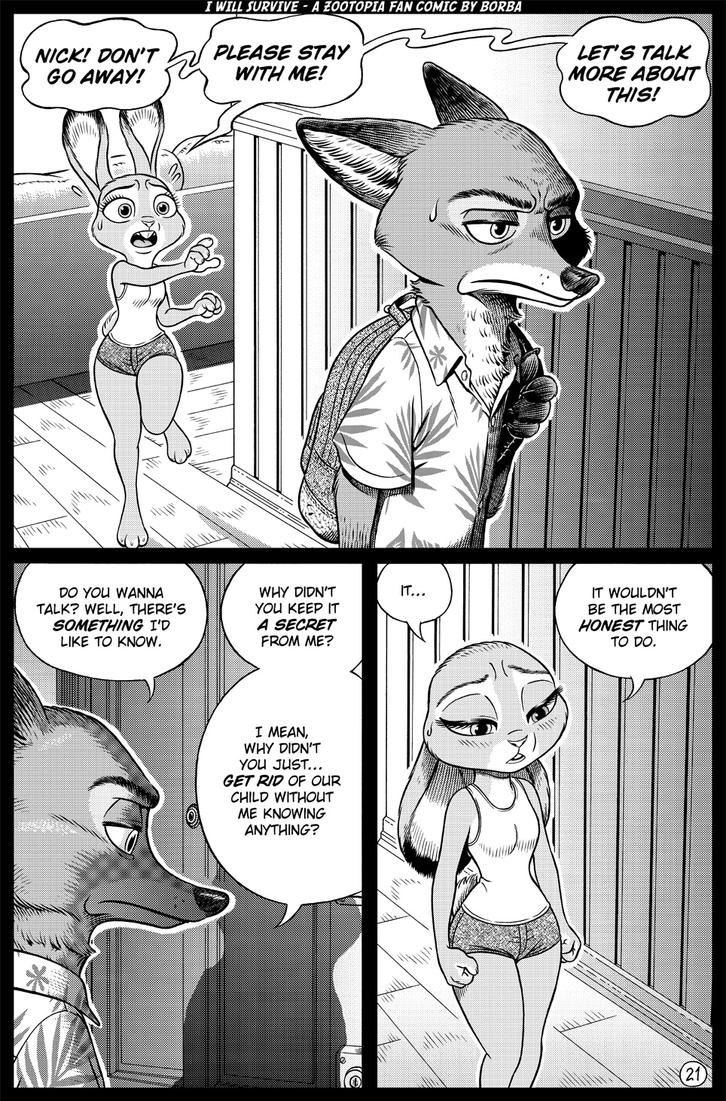 I WILL SURVIVE - A ZOOTOPIA FAN COMIC BY BORBA
NICK! DON'T
GO AWAY!
PLEASE STAY
WITH ME!
LET'S TALK
MORE ABOUT
THIS!
DO YOU WANNA
TALK? WELL, THERE'S
SOMETHING I'D
LIKE TO KNOW.
WHY DIDN'T
YOU KEEP IT
A SECRET
FROM ME?
I MEAN,
WHY DIDN'T
YOU JUST...
GET RID OF OUR
CHILD WITHOUT
ME KNOWING
ANYTHING?
IT...
IT WOULDN'T
BE THE MOST
HONEST THING
TO DO.
21